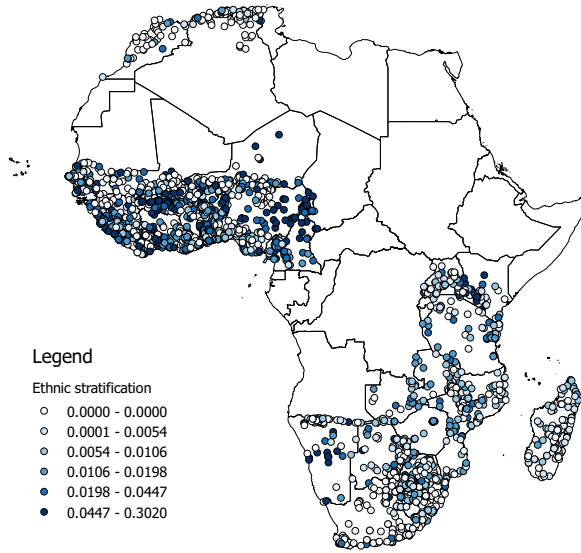 Legend
Ethnic stratification
0.0000 - 0.0000
0.0001 - 0.0054
0.0054 - 0.0106
0.0106 - 0.0198
0.0198 - 0.0447
0.0447 - 0.3020